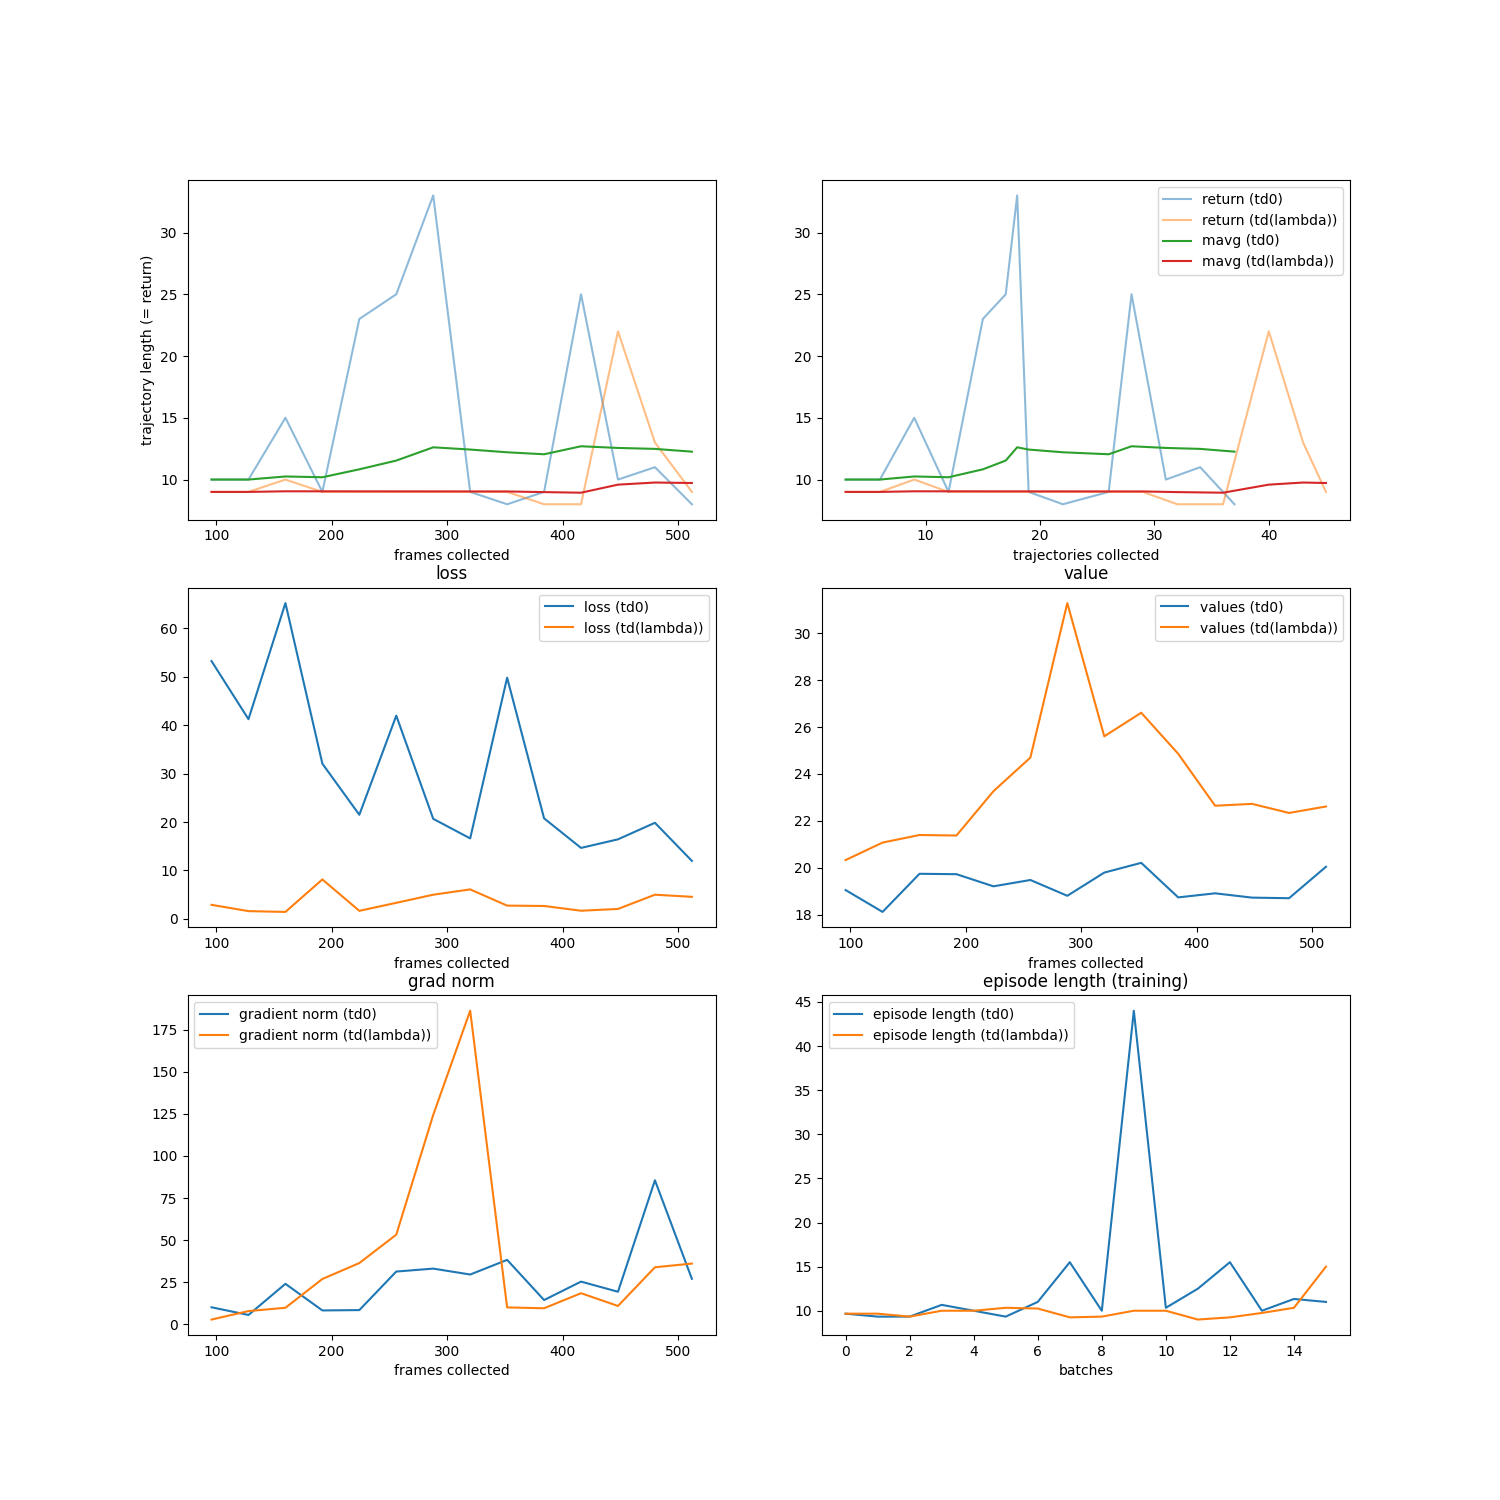 trajectory length (= return)
30
25
20
15
10
100 200 300 400 500
frames collected
return (td0)
return (td(lambda))
mavg (td0)
mavg (td(lambda))
30
25
20
15
10
10 20 30 40
trajectories collected
loss
loss (td0)
loss (td(lambda))
60
50
40
30
20
10
0
100 200 300 400 500
frames collected
value
values (td0)
values (td(lambda))
30
28
26
24
22
20
18
100 200 300 400 500
frames collected
grad norm
gradient norm (td0)
gradient norm (td(lambda))
175
150
125
100
75
50
25
0
100 200 300 400 500
frames collected
episode length (training)
episode length (td0)
episode length (td(lambda))
45
40
35
30
25
20
15
10
0 2 4 6 8 10 12 14
batches